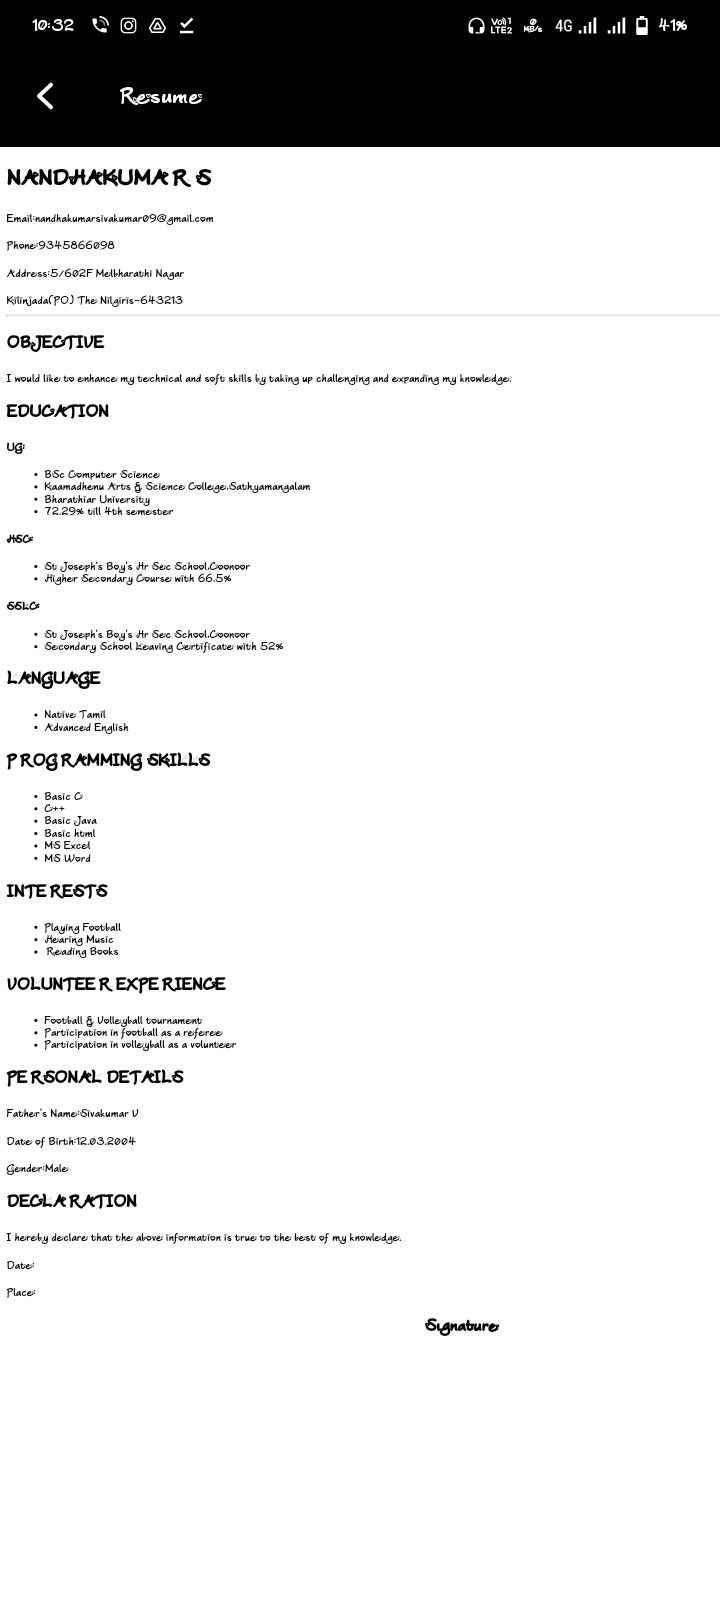 10:32 Vo)) 1 LTE2 0 KB/s 4G 41%
Resume
NANDHAKUMAR S
Email:nandhakumarsivakumar09@gmail.com
Phone:9345866098
Address:5/602F Melbharathi Nagar
Kilinjada(PO) The Nilgiris-643213
OBJECTIVE
I would like to enhance my technical and soft skills by taking up challenging and expanding my knowledge.
EDUCATION
UG:
• BSc Computer Science
• Kaamadhenu Arts & Science College.Sathyamangalam
• Bharathiar University
• 72.29% till 4th semester
HSC:
• St Joseph's Boy's Hr Sec School.Coonoor
• Higher Secondary Course with 66.5%
SSLC:
• St Joseph's Boy's Hr Sec School.Coonoor
• Secondary School Leaving Certificate with 52%
LANGUAGE
• Native Tamil
• Advanced English
PROGRAMMING SKILLS
• Basic C
• C++
• Basic Java
• Basic html
• MS Excel
• MS Word
INTERESTS
• Playing Football
• Hearing Music
• Reading Books
VOLUNTEER EXPERIENCE
• Football & Volleyball tournament
• Participation in football as a referee
• Participation in volleyball as a volunteer
PERSONAL DETAILS
Father's Name:Sivakumar V
Date of Birth:12.03.2004
Gender:Male
DECLARATION
I hereby declare that the above information is true to the best of my knowledge.
Date:
Place:
Signature